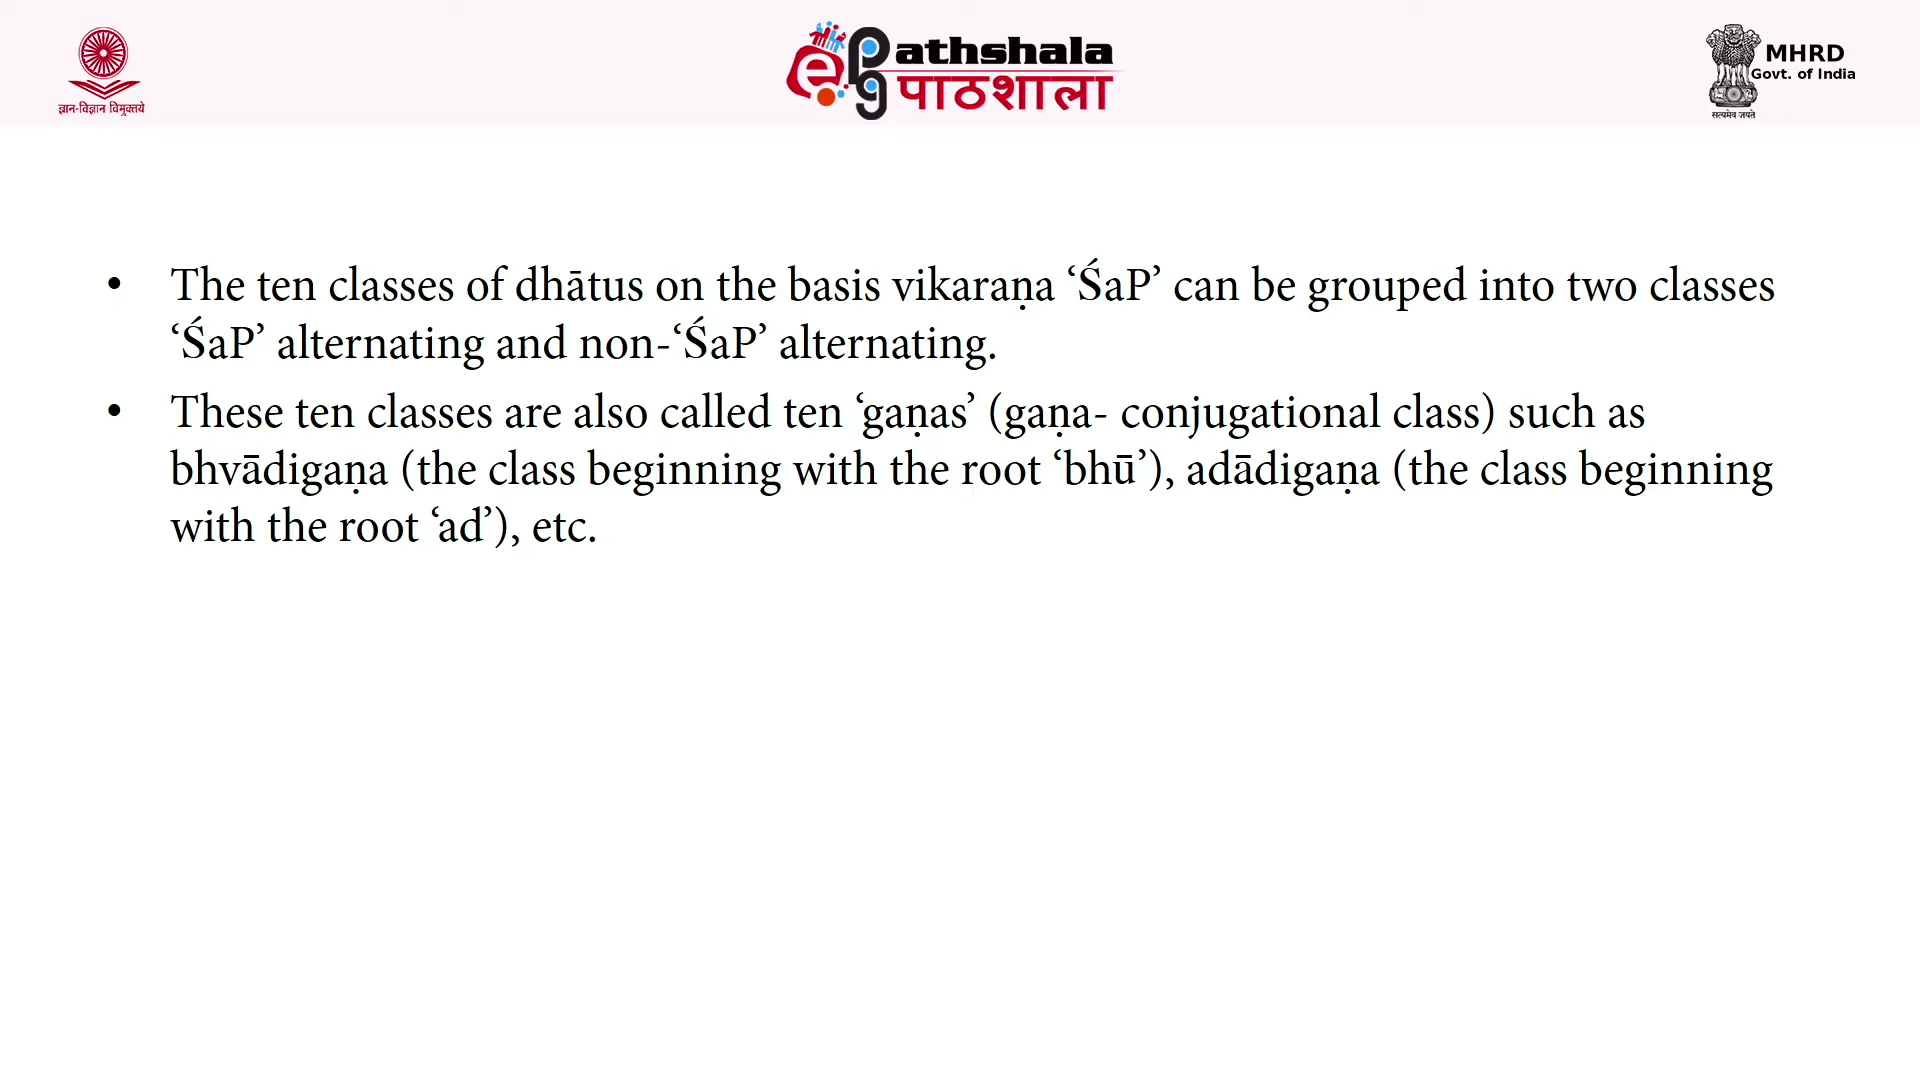 ज्ञान-विज्ञान विमुक्तये
ePG athshala
पाठशाला
MHRD
Govt. of India
सत्यमेव जयते
• The ten classes of dhātus on the basis vikaraṇa ‘ŚaP’ can be grouped into two classes
‘ŚaP’ alternating and non-‘ŚaP’ alternating.
• These ten classes are also called ten ‘gaṇas’ (gaṇa- conjugational class) such as
bhvādigaṇa (the class beginning with the root ‘bhū’), adādigaṇa (the class beginning
with the root ‘ad’), etc.